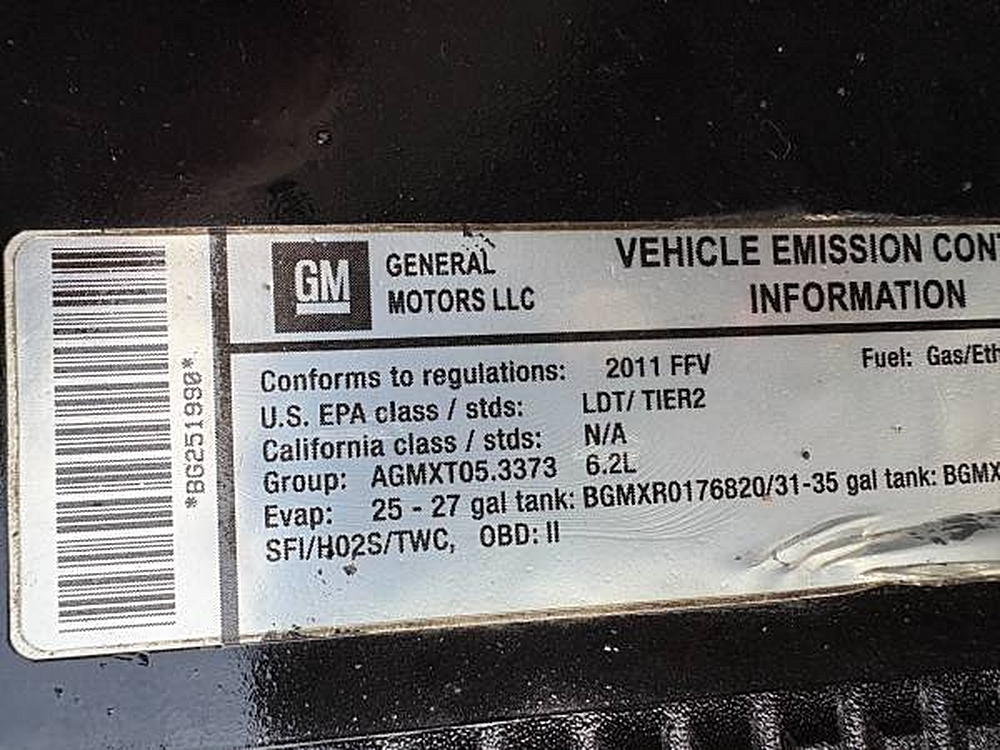 *BG251990*
GM
GENERAL
MOTORS LLC
VEHICLE EMISSION CONT
INFORMATION
Conforms to regulations: 2011 FFV Fuel: Gas/Eth
U.S. EPA class / stds: LDT/ TIER2
California class / stds: N/A
Group: AGMXT05.3373 6.2L
Evap: 25 - 27 gal tank: BGMXR0176820/31-35 gal tank: BGMX
SFI/HO2S/TWC, OBD: II